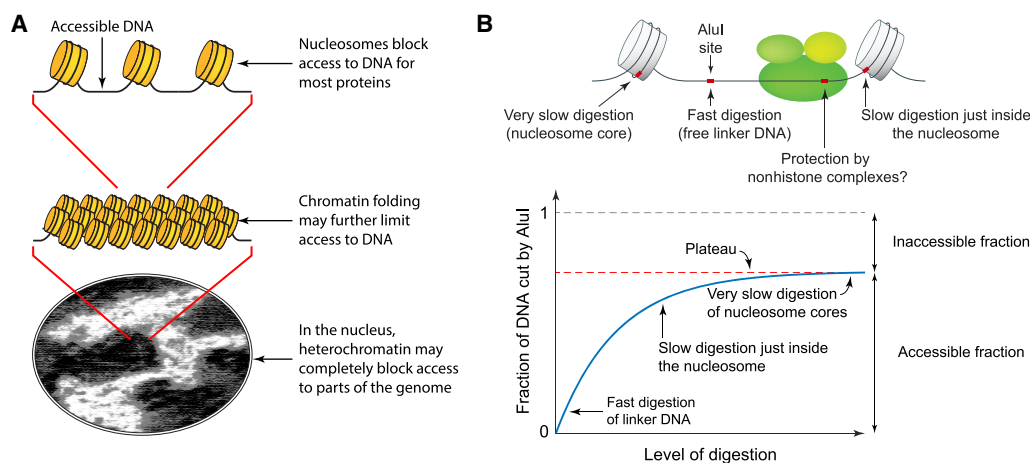 A
Accessible DNA
Nucleosomes block
access to DNA for
most proteins
Chromatin folding
may further limit
access to DNA
In the nucleus,
heterochromatin may
completely block access
to parts of the genome
B
AluI
site
Very slow digestion
(nucleosome core)
Fast digestion
(free linker DNA)
Slow digestion just inside
the nucleosome
Protection by
nonhistone complexes?
Fraction of DNA cut by AluI
1
Plateau
Inaccessible fraction
Very slow digestion
of nucleosome cores
Slow digestion just inside
the nucleosome
Accessible fraction
Fast digestion
of linker DNA
0
Level of digestion